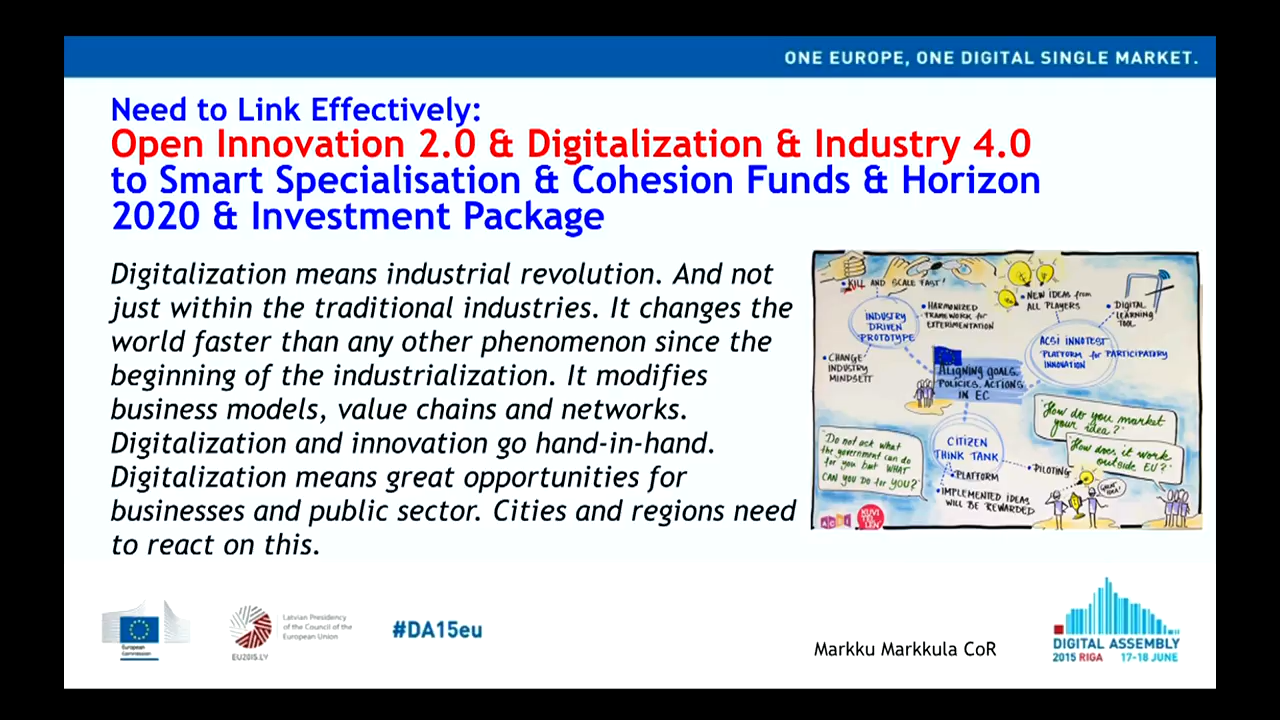 ONE EUROPE, ONE DIGITAL SINGLE MARKET.
Need to Link Effectively:
Open Innovation 2.0 & Digitalization & Industry 4.0
to Smart Specialisation & Cohesion Funds & Horizon
2020 & Investment Package
Digitalization means industrial revolution. And not
just within the traditional industries. It changes the
world faster than any other phenomenon since the
beginning of the industrialization. It modifies
business models, value chains and networks.
Digitalization and innovation go hand-in-hand.
Digitalization means great opportunities for
businesses and public sector. Cities and regions need
to react on this.
• KILL AND SCALE FAST!
INDUSTRY
DRIVEN
PROTOTYPE
• HARMONIZED
FRAMEWORK for
EXPERIMENTATION
• CHANGE
INDUSTRY
MINDSETT
• NEW IDEAS from
ALL PLAYERS
• DIGITAL
LEARNING
TOOL
ACSI INNOTEST
PLATFORM for PARTICIPATORY
INNOVATION
ALIGNING GOALS,
POLICIES, ACTIONS
IN EC
"How do you market
your idea?"
"How does it work
outside EU?"
"Do not ask what
the government can do
for you but WHAT
CAN YOU DO for YOU?"
CITIZEN
THINK TANK
• PLATFORM
• PILOTING
• IMPLEMENTED IDEAS
WILL BE REWARDED
GREAT
IDEA!
ACSI
KUVI
TEL
European
Commission
Latvian Presidency
of the Council of the
European Union
EU2015.LV
#DA15eu
Markku Markkula CoR
DIGITAL ASSEMBLY
2015 RIGA 17-18 JUNE